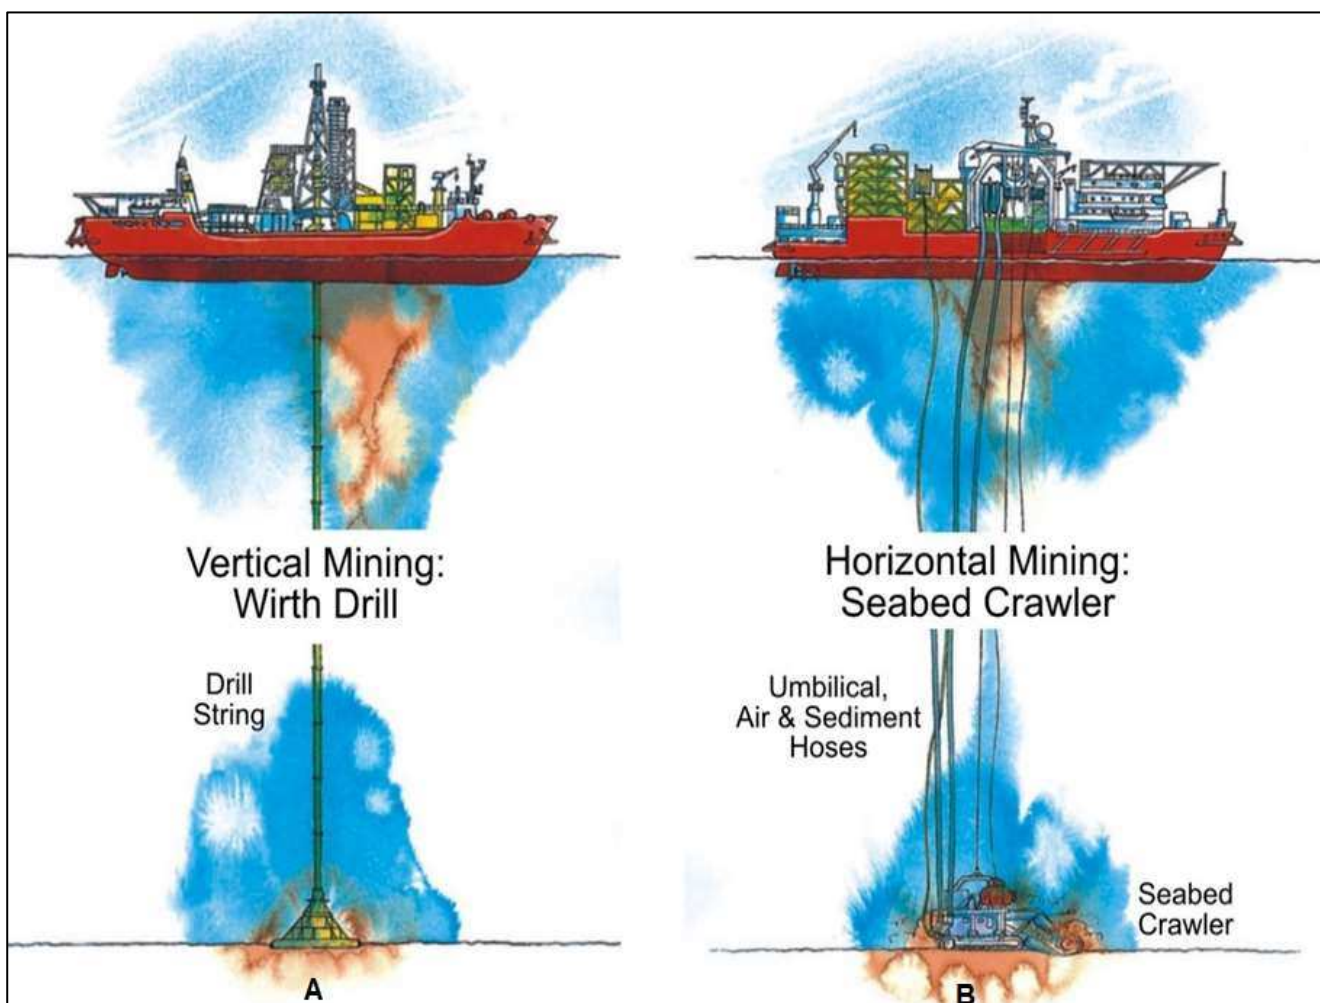 Vertical Mining:
Wirth Drill
Horizontal Mining:
Seabed Crawler
Drill
String
Umbilical,
Air & Sediment
Hoses
Seabed
Crawler
A
B